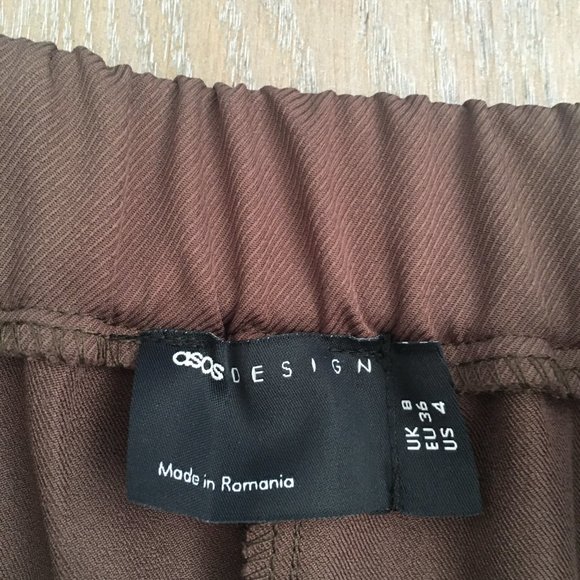 asos DESIGN
Made in Romania
UK 8
EU 36
US 4